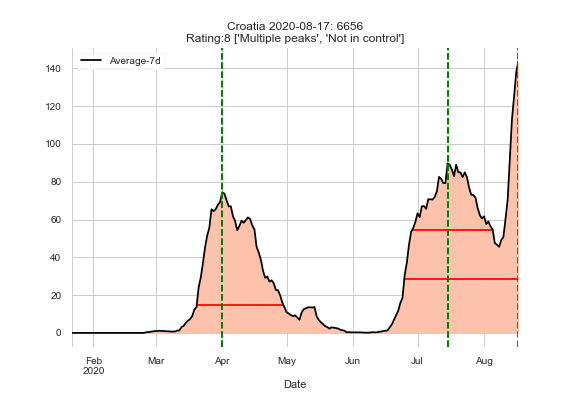 Croatia 2020-08-17: 6656
Rating:8 ['Multiple peaks', 'Not in control']
Average-7d
140
120
100
80
60
40
20
0
Feb
2020
Mar
Apr
May
Jun
Jul
Aug
Date